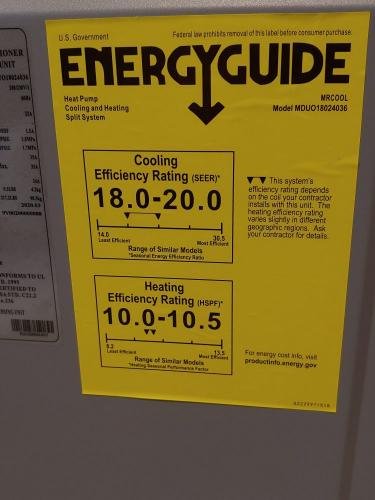 U.S. Government
Federal law prohibits removal of this label before consumer purchase.
ENERGYGUIDE
Heat Pump
Cooling and Heating
Split System
MRCOOL
Model MDUO18024036
Cooling
Efficiency Rating (SEER)*
18.0-20.0
14.0
Least Efficient
30.5
Most Efficient
Range of Similar Models
*Seasonal Energy Efficiency Ratio
This system's
efficiency rating depends
on the coil your contractor
installs with this unit. The
heating efficiency rating
varies slightly in different
geographic regions. Ask
your contractor for details.
Heating
Efficiency Rating (HSPF)*
10.0-10.5
8.2
Least Efficient
13.5
Most Efficient
Range of Similar Models
*Heating Seasonal Performance Factor
For energy cost info, visit
productinfo.energy.gov